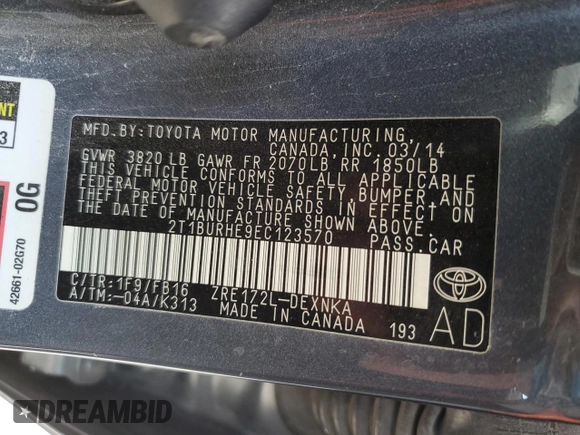 MFD. BY: TOYOTA MOTOR MANUFACTURING,
CANADA, INC. 03/14
GVWR 3820 LB GAWR FR 2070LB RR 1850LB
THIS VEHICLE CONFORMS TO ALL APPLICABLE
FEDERAL MOTOR VEHICLE SAFETY, BUMPER, AND
THEFT PREVENTION STANDARDS IN EFFECT ON
THE DATE OF MANUFACTURE SHOWN ABOVE.
2T1BURHE9EC123570 PASS.CAR
C/TR: 1F9/FB16 ZRE172L-DEXNKA
A/TM: -04A/K313 MADE IN CANADA 193
AD
0G
42661-02G70
DREAMBID